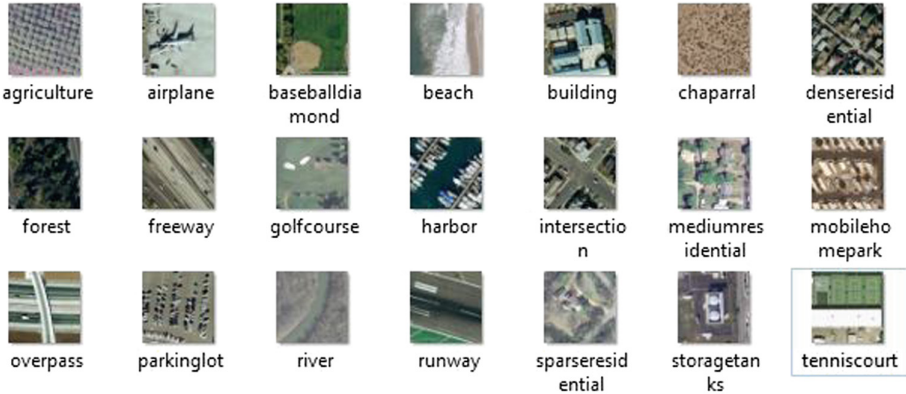 agriculture
airplane
baseballdia
mond
beach
building
chaparral
denseresid
ential
forest
freeway
golfcourse
harbor
intersectio
n
mediumres
idential
mobileho
mepark
overpass
parkinglot
river
runway
sparseresid
ential
storagetan
ks
tenniscourt